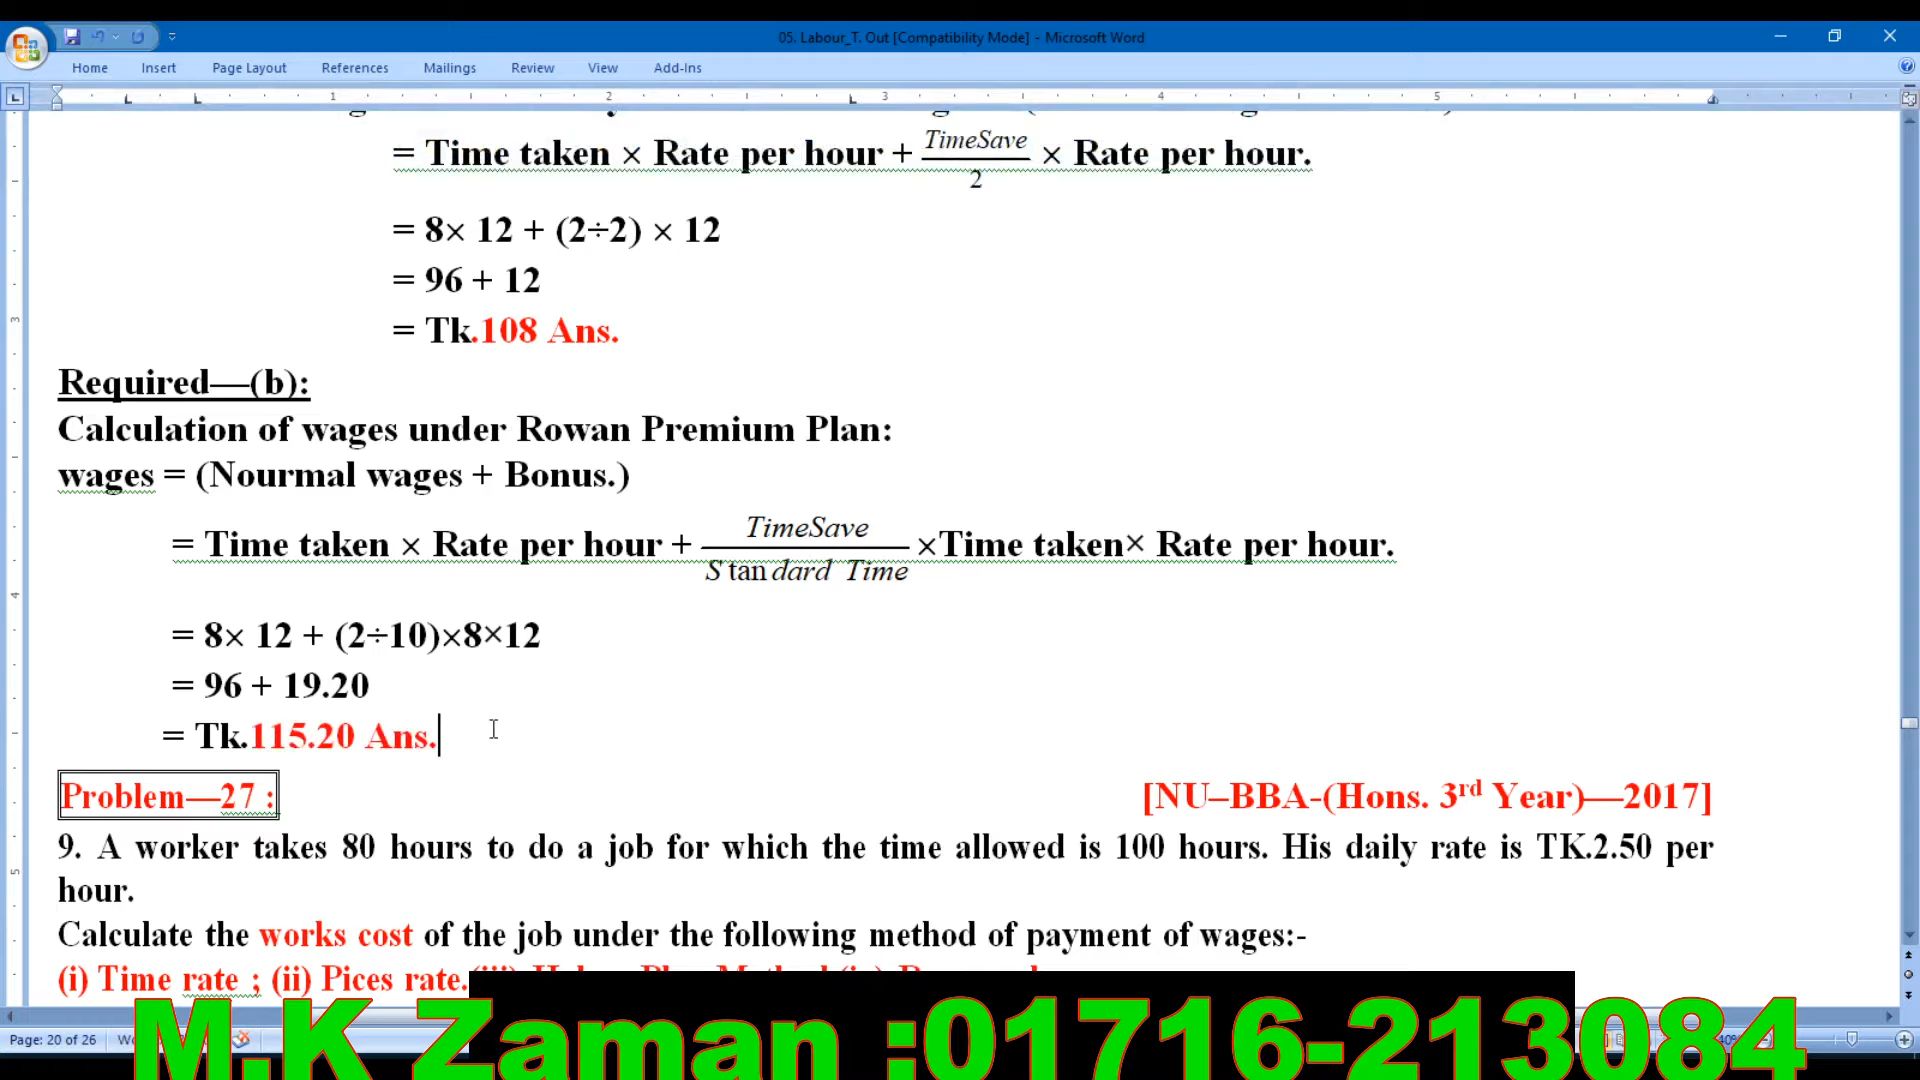 05. Labour_T. Out [Compatibility Mode] - Microsoft Word
Home Insert Page Layout References Mailings Review View Add-Ins
1 2 3 4 5
= Time taken × Rate per hour + TimeSave / 2 × Rate per hour.
= 8× 12 + (2÷2) × 12
= 96 + 12
= Tk.108 Ans.
Required—(b):
Calculation of wages under Rowan Premium Plan:
wages = (Nourmal wages + Bonus.)
= Time taken × Rate per hour + TimeSave / S tan dard Time ×Time taken× Rate per hour.
= 8× 12 + (2÷10)×8×12
= 96 + 19.20
= Tk.115.20 Ans.
Problem—27 : [NU–BBA-(Hons. 3rd Year)—2017]
9. A worker takes 80 hours to do a job for which the time allowed is 100 hours. His daily rate is TK.2.50 per
hour.
Calculate the works cost of the job under the following method of payment of wages:-
(i) Time rate ; (ii) Pices rate.
M.K Zaman :01716-213084
Page: 20 of 26